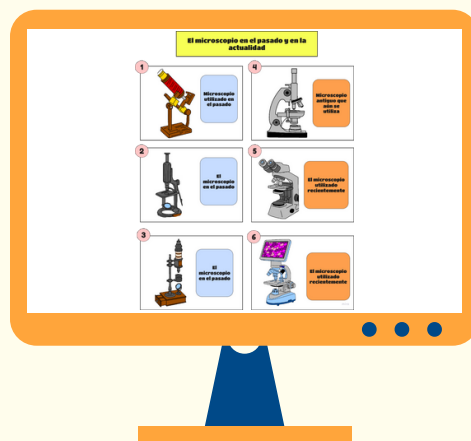 El microscopio en el pasado y en la
actualidad
1
Microscopio
utilizado en
el pasado
4
Microscopio
antiguo que
aún se
utiliza
2
El
microscopio
en el pasado
5
El microscopio
utilizado
recientemente
3
El
microscopio
en el pasado
6
El microscopio
utilizado
recientemente